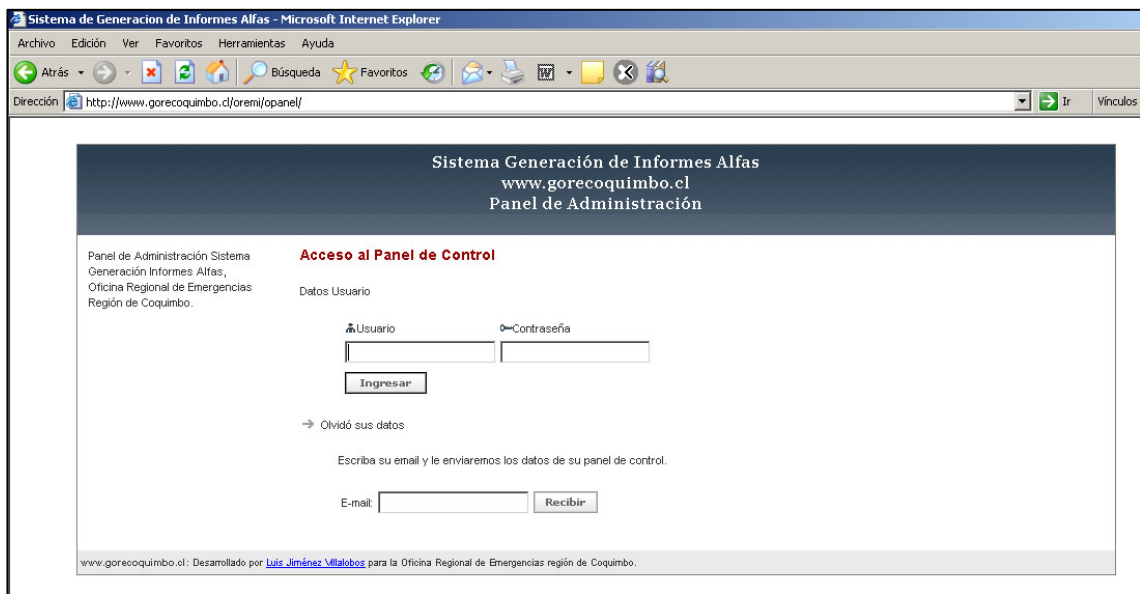 Sistema de Generacion de Informes Alfas - Microsoft Internet Explorer
Archivo Edición Ver Favoritos Herramientas Ayuda
Atrás Búsqueda Favoritos
Dirección http://www.gorecoquimbo.cl/oremi/opanel/ Ir Vínculos
Sistema Generación de Informes Alfas
www.gorecoquimbo.cl
Panel de Administración
Panel de Administración Sistema
Generación Informes Alfas,
Oficina Regional de Emergencias
Región de Coquimbo.
Acceso al Panel de Control
Datos Usuario
Usuario Contraseña
Ingresar
Olvidó sus datos
Escriba su email y le enviaremos los datos de su panel de control.
E-mail: Recibir
www.gorecoquimbo.cl: Desarrollado por Luis Jiménez Villalobos para la Oficina Regional de Emergencias región de Coquimbo.